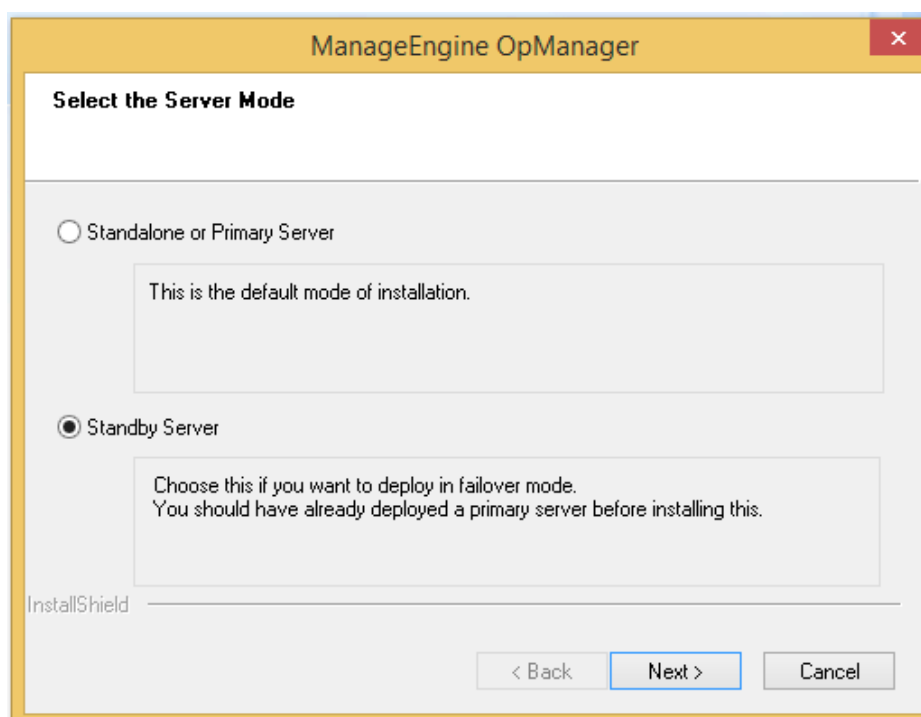 ManageEngine OpManager
Select the Server Mode
Standalone or Primary Server
This is the default mode of installation.
Standby Server
Choose this if you want to deploy in failover mode.
You should have already deployed a primary server before installing this.
InstallShield
< Back Next > Cancel